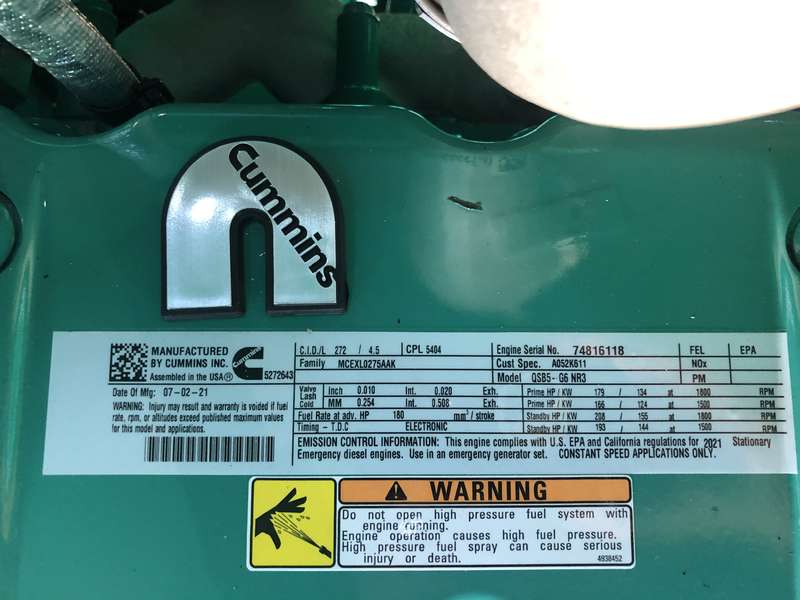 Cummins
MANUFACTURED
BY CUMMINS INC.
Assembled in the USA®
Cummins
5272643
Date Of Mfg. 07-02-21
WARNING: Injury may result and warranty is voided if fuel
rate, rpm, or altitudes exceed published maximum values
for this model and applications.
C.I.D./L 272 / 4.5 CPL 5404 Engine Serial No. 74816118 FEL EPA
Family MCEXL0275AAK Cust Spec. A052K611 NOx
Model QSB5-G6 NR3 PM
Valve Lash Cold
Inch 0.010 Int. 0.020 Exh. Prime HP / KW 179 / 134 at 1800 RPM
MM 0.254 Int. 0.508 Exh. Prime HP / KW 166 / 124 at 1500 RPM
Fuel Rate at adv. HP 180 mm³/ stroke Standby HP / KW 208 / 155 at 1800 RPM
Timing - T.D.C ELECTRONIC Standby HP / KW 193 / 144 at 1500 RPM
EMISSION CONTROL INFORMATION: This engine complies with U.S. EPA and California regulations for 2021 Stationary
Emergency diesel engines. Use in an emergency generator set. CONSTANT SPEED APPLICATIONS ONLY.
WARNING
Do not open high pressure fuel system with
engine running.
Engine operation causes high fuel pressure.
High pressure fuel spray can cause serious
injury or death.
4938452